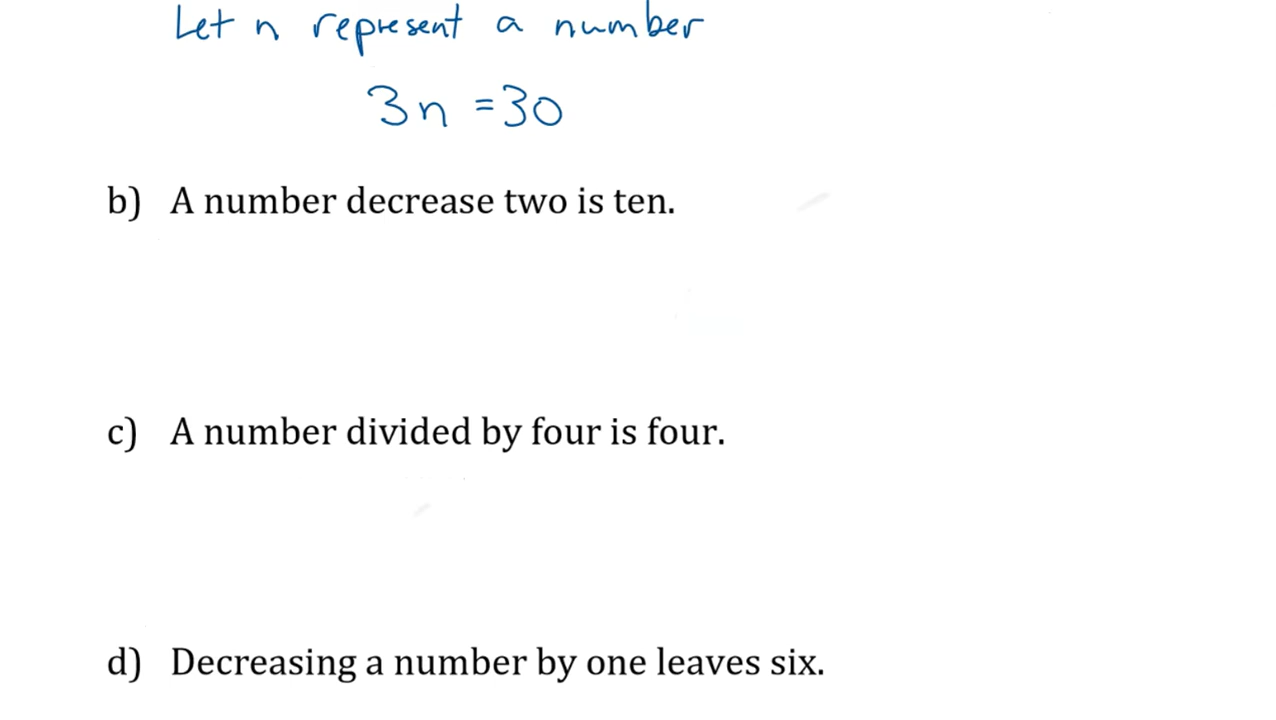 Let n represent a number
3n = 30
b) A number decrease two is ten.
c) A number divided by four is four.
d) Decreasing a number by one leaves six.